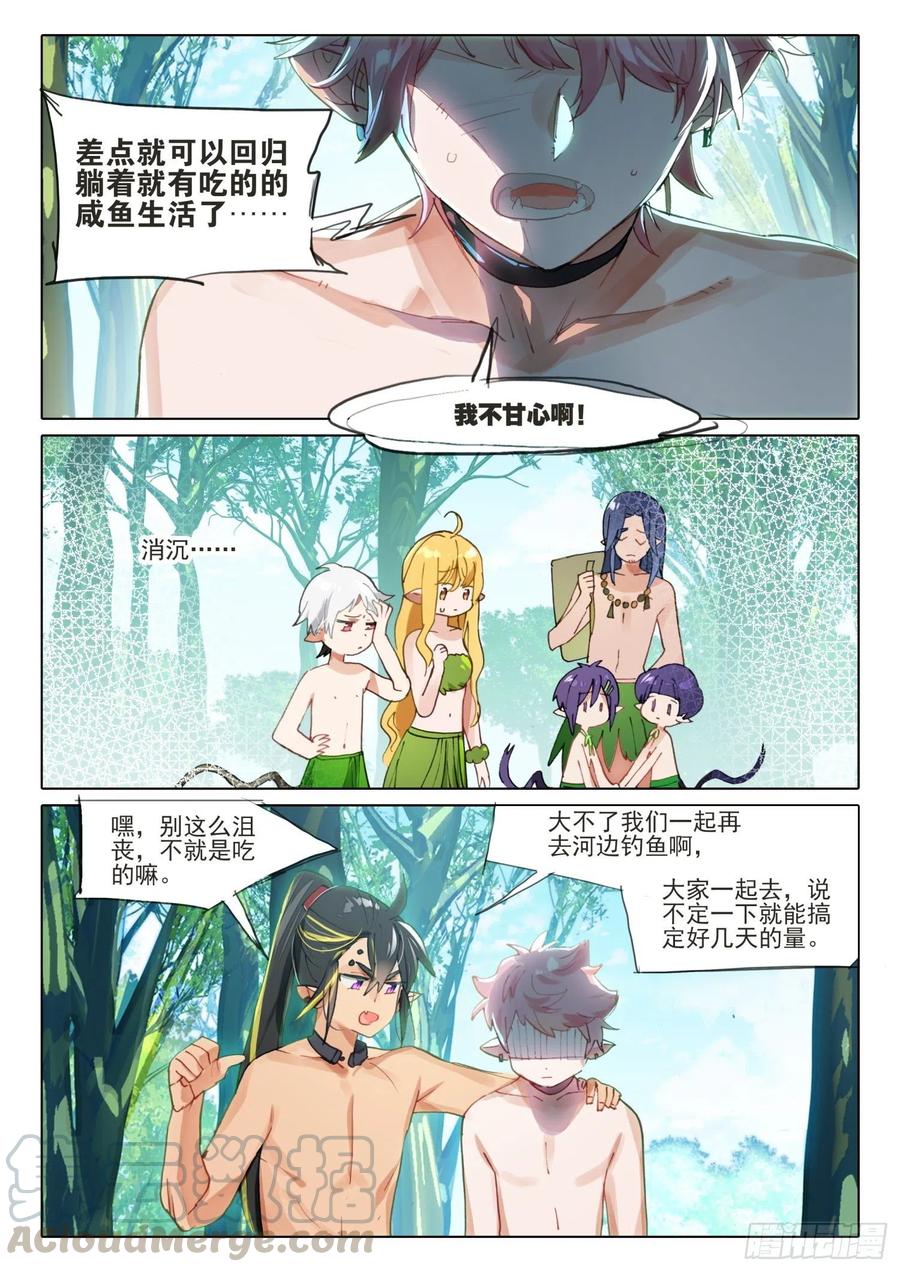 差点就可以回归
躺着就有吃的的
咸鱼生活了……
我不甘心啊！
消沉……
嘿，别这么沮
丧，不就是吃
的嘛。
大不了我们一起再
去河边钓鱼啊，
大家一起去，说
不定一下就能搞
定好几天的量。
AcloudMerge.com
腾讯动漫